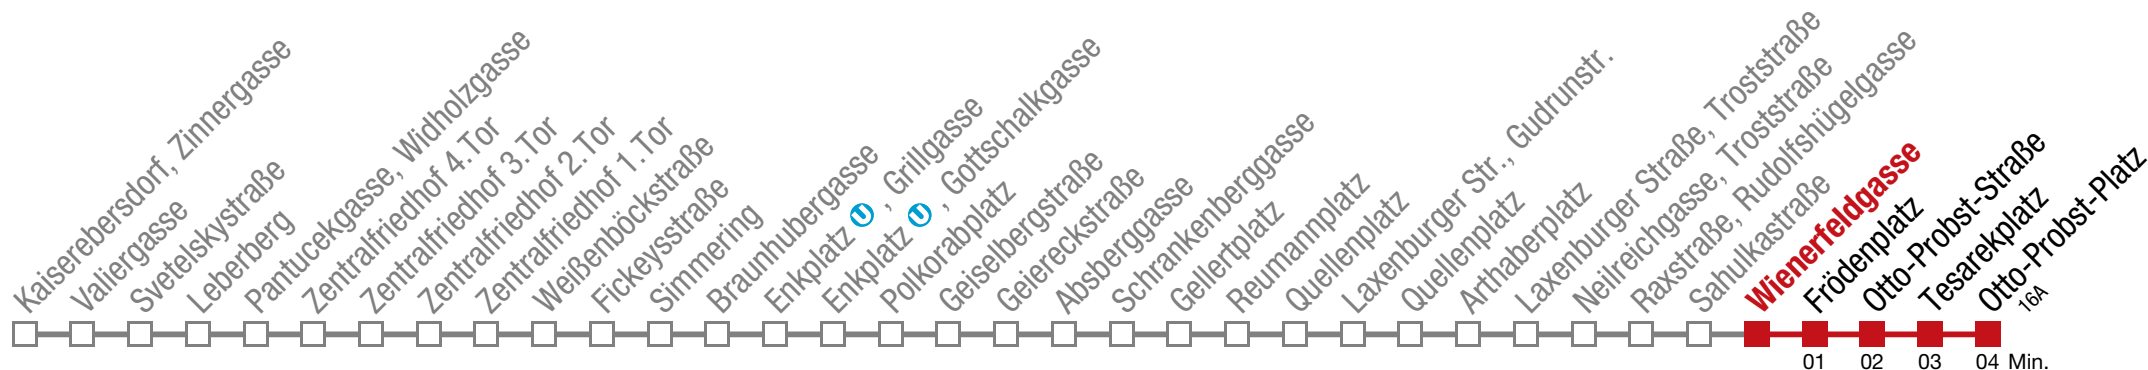 Kaiserebersdorf, Zinnergasse
Valiergasse
Svetelskystraße
Leberberg
Pantucekgasse, Widholzgasse
Zentralfriedhof 4.Tor
Zentralfriedhof 3.Tor
Zentralfriedhof 2.Tor
Zentralfriedhof 1.Tor
Weißenböckstraße
Fickeysstraße
Simmering
Braunhubergasse
Enkplatz U, Grillgasse
Enkplatz U, Gottschalkgasse
Polkorabplatz
Geiselbergstraße
Geiereckstraße
Absberggasse
Schrankenberggasse
Gellertplatz
Reumannplatz
Quellenplatz
Laxenburger Str., Gudrunstr.
Quellenplatz
Arthaberplatz
Laxenburger Straße, Troststraße
Neilreichgasse, Troststraße
Raxstraße, Rudolfshügelgasse
Sahulkastraße
Wienerfeldgasse
Frödenplatz
Otto-Probst-Straße
Tesarekplatz
Otto-Probst-Platz
16A
01 02 03 04 Min.